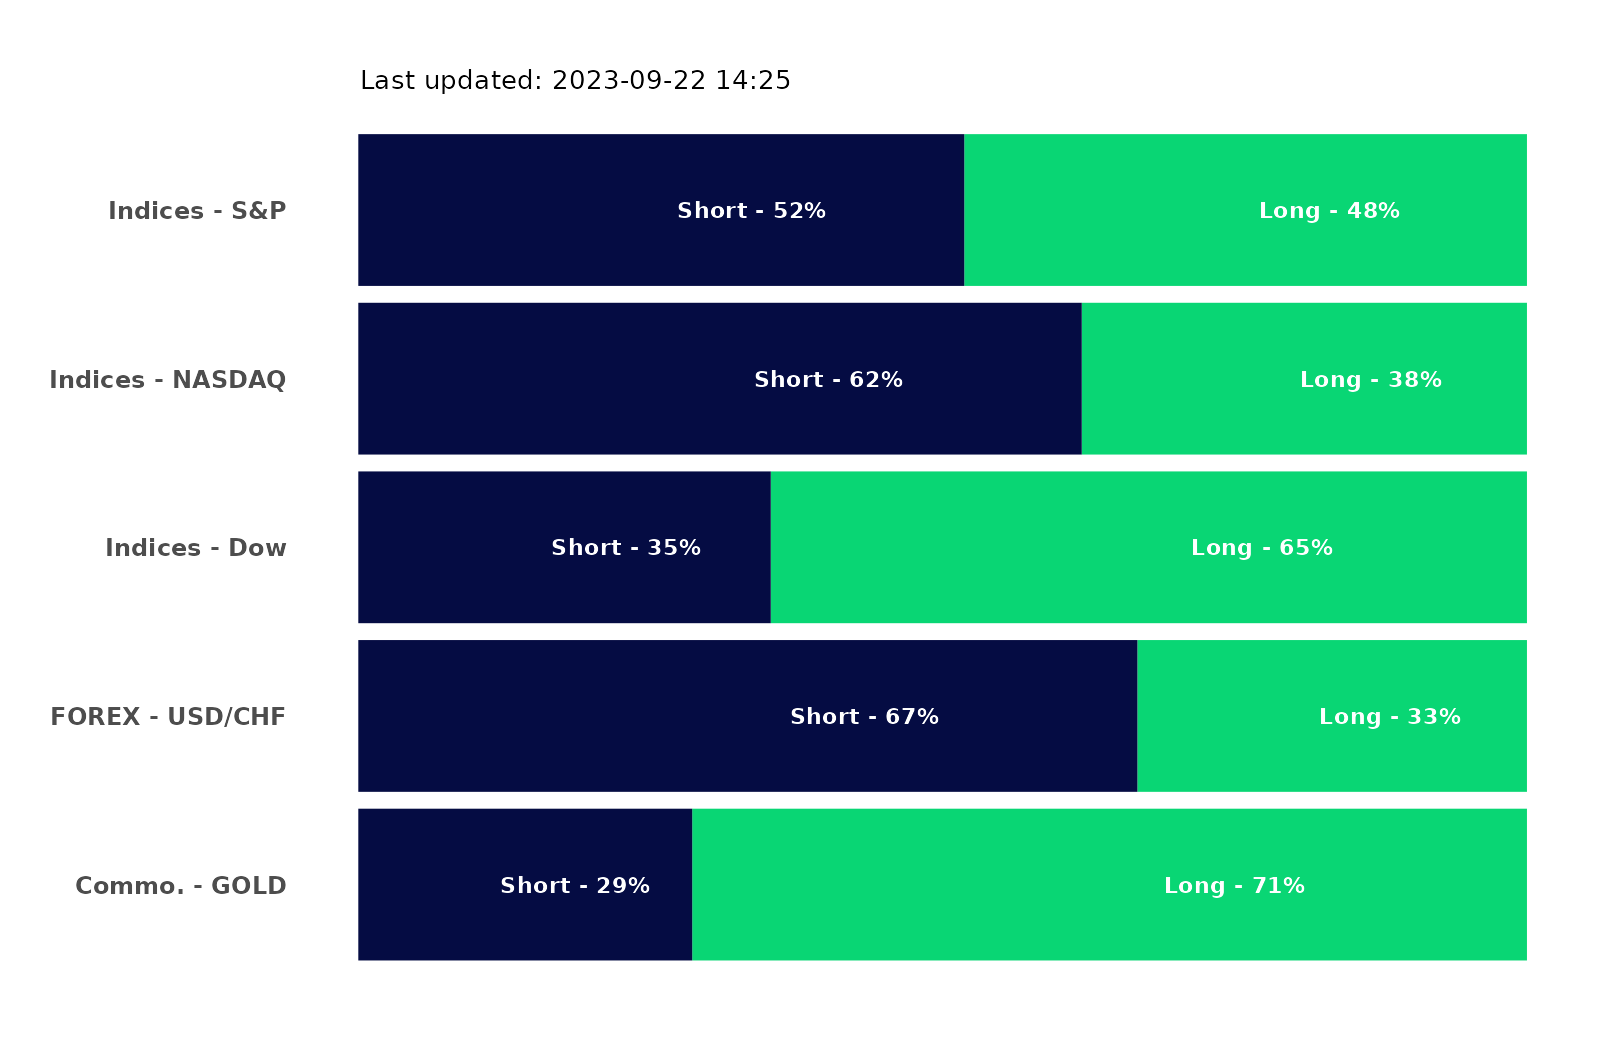 Last updated: 2023-09-22 14:25
Indices - S&P Short - 52% Long - 48%
Indices - NASDAQ Short - 62% Long - 38%
Indices - Dow Short - 35% Long - 65%
FOREX - USD/CHF Short - 67% Long - 33%
Commo. - GOLD Short - 29% Long - 71%